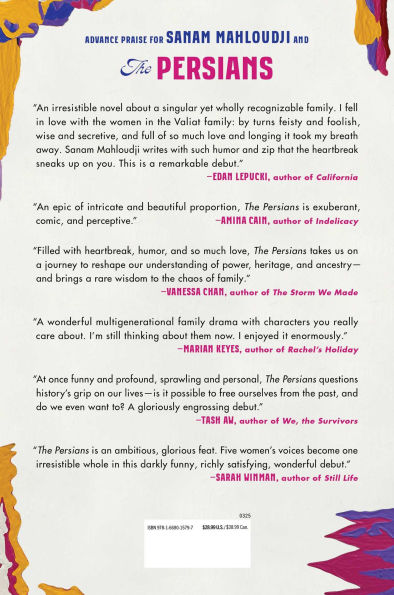 ADVANCE PRAISE FOR SANAM MAHLOUDJI AND
The PERSIANS
“An irresistible novel about a singular yet wholly recognizable family. I fell
in love with the women in the Valiat family: by turns feisty and foolish,
wise and secretive, and full of so much love and longing it took my breath
away. Sanam Mahloudji writes with such humor and zip that the heartbreak
sneaks up on you. This is a remarkable debut.”
—EDAN LEPUCKI, author of California
“An epic of intricate and beautiful proportion, The Persians is exuberant,
comic, and perceptive.” —AMINA CAIN, author of Indelicacy
“Filled with heartbreak, humor, and so much love, The Persians takes us on
a journey to reshape our understanding of power, heritage, and ancestry—
and brings a rare wisdom to the chaos of family.”
—VANESSA CHAN, author of The Storm We Made
“A wonderful multigenerational family drama with characters you really
care about. I’m still thinking about them now. I enjoyed it enormously.”
—MARIAN KEYES, author of Rachel’s Holiday
“At once funny and profound, sprawling and personal, The Persians questions
history’s grip on our lives—is it possible to free ourselves from the past, and
do we even want to? A gloriously engrossing debut.”
—TASH AW, author of We, the Survivors
“The Persians is an ambitious, glorious feat. Five women’s voices become one
irresistible whole in this darkly funny, richly satisfying, wonderful debut.”
—SARAH WINMAN, author of Still Life
0325
ISBN 978-1-6680-1579-7 $28.99 U.S./$38.99 Can.